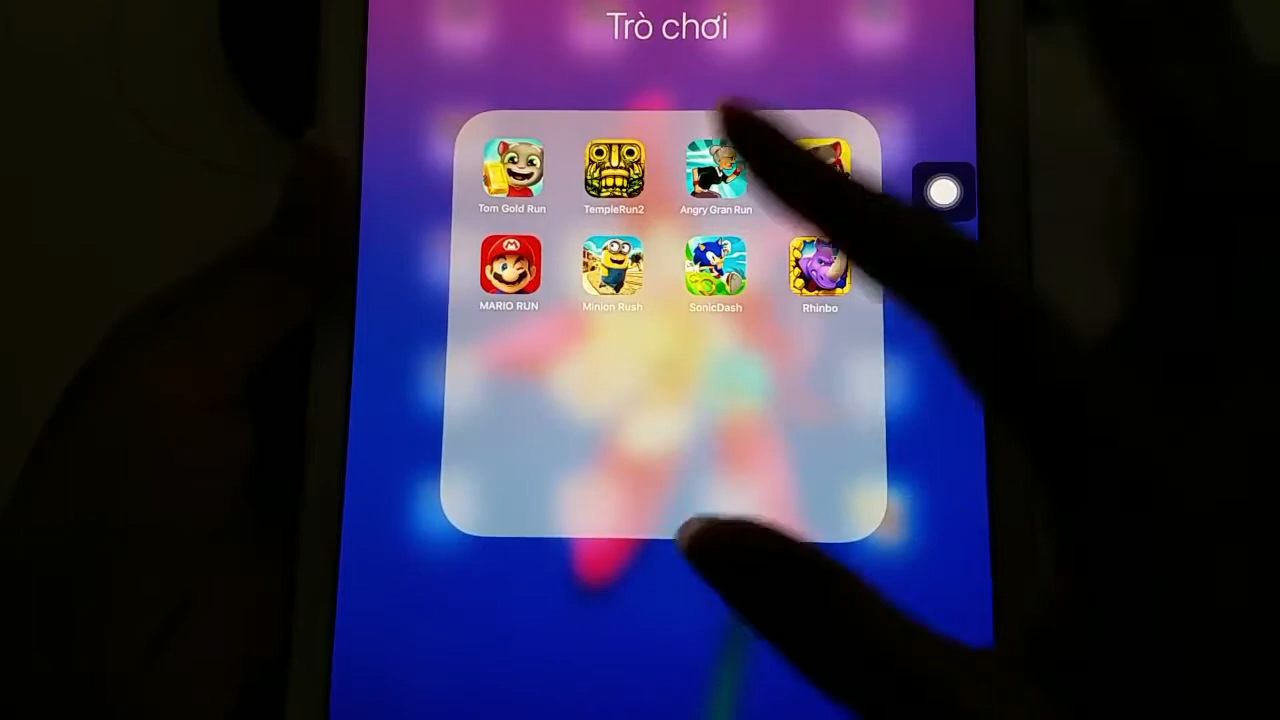 Trò chơi
Tom Gold Run
TempleRun2
Angry Gran Run
MARIO RUN
Minion Rush
SonicDash
Rhinbo